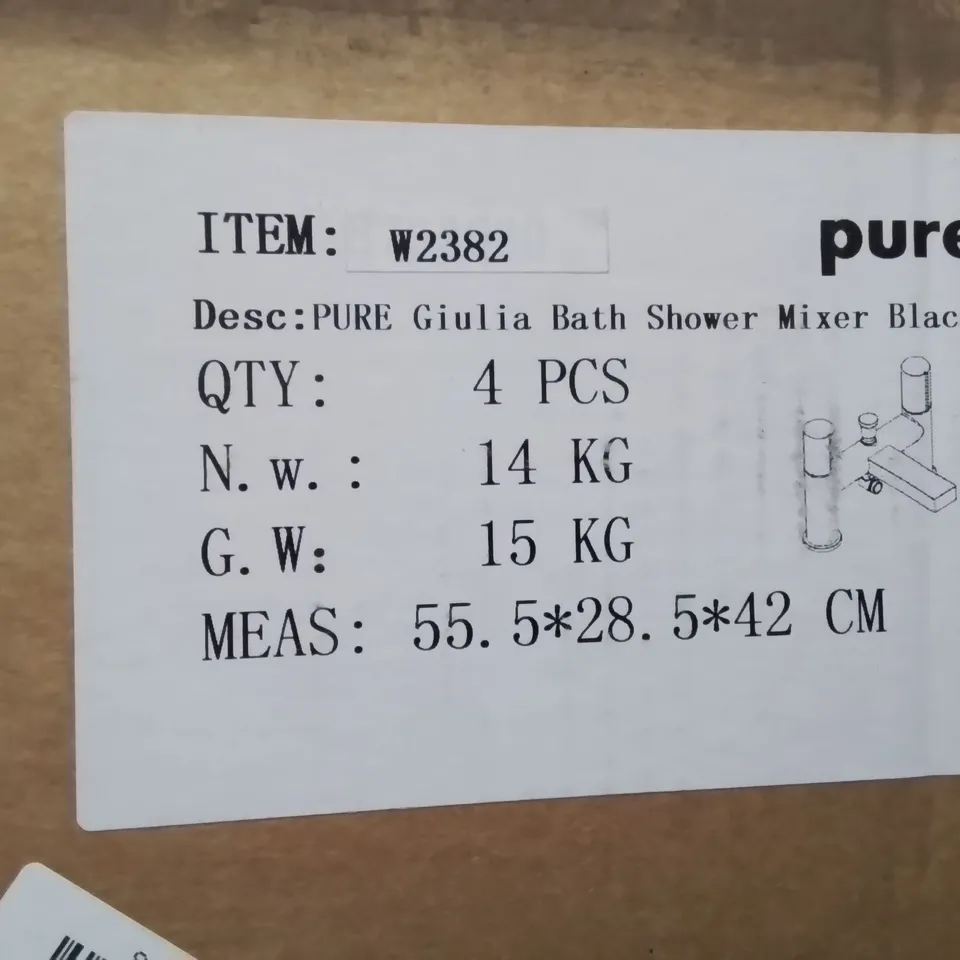 ITEM: W2382
pure
Desc:PURE Giulia Bath Shower Mixer Blac
QTY: 4 PCS
N.w.: 14 KG
G.W: 15 KG
MEAS: 55.5*28.5*42 CM